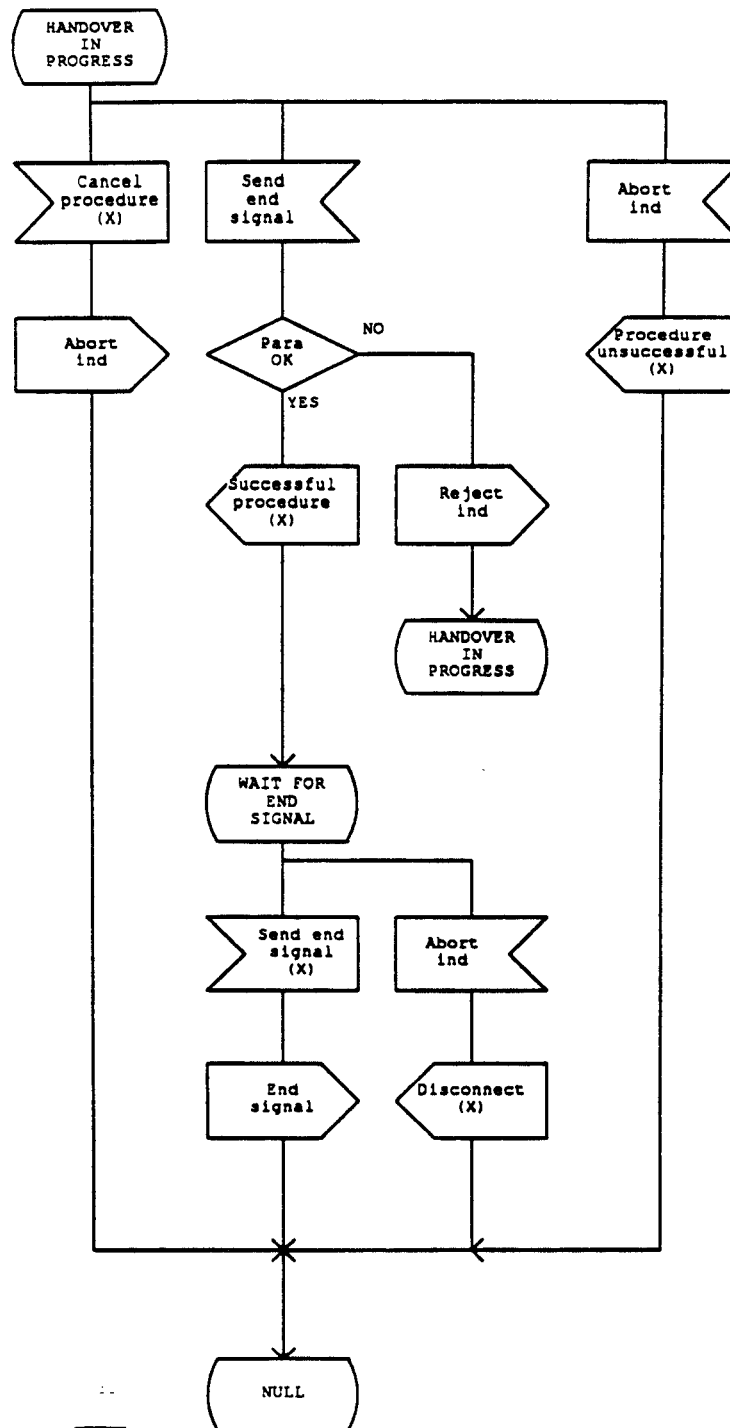 HANDOVER
IN
PROGRESS
Cancel
procedure
(X)
Send
end
signal
Abort
ind
Abort
ind
Para
OK
NO
YES
Procedure
unsuccessful
(X)
Successful
procedure
(X)
Reject
ind
HANDOVER
IN
PROGRESS
WAIT FOR
END
SIGNAL
Send end
signal
(X)
Abort
ind
End
signal
Disconnect
(X)
NULL